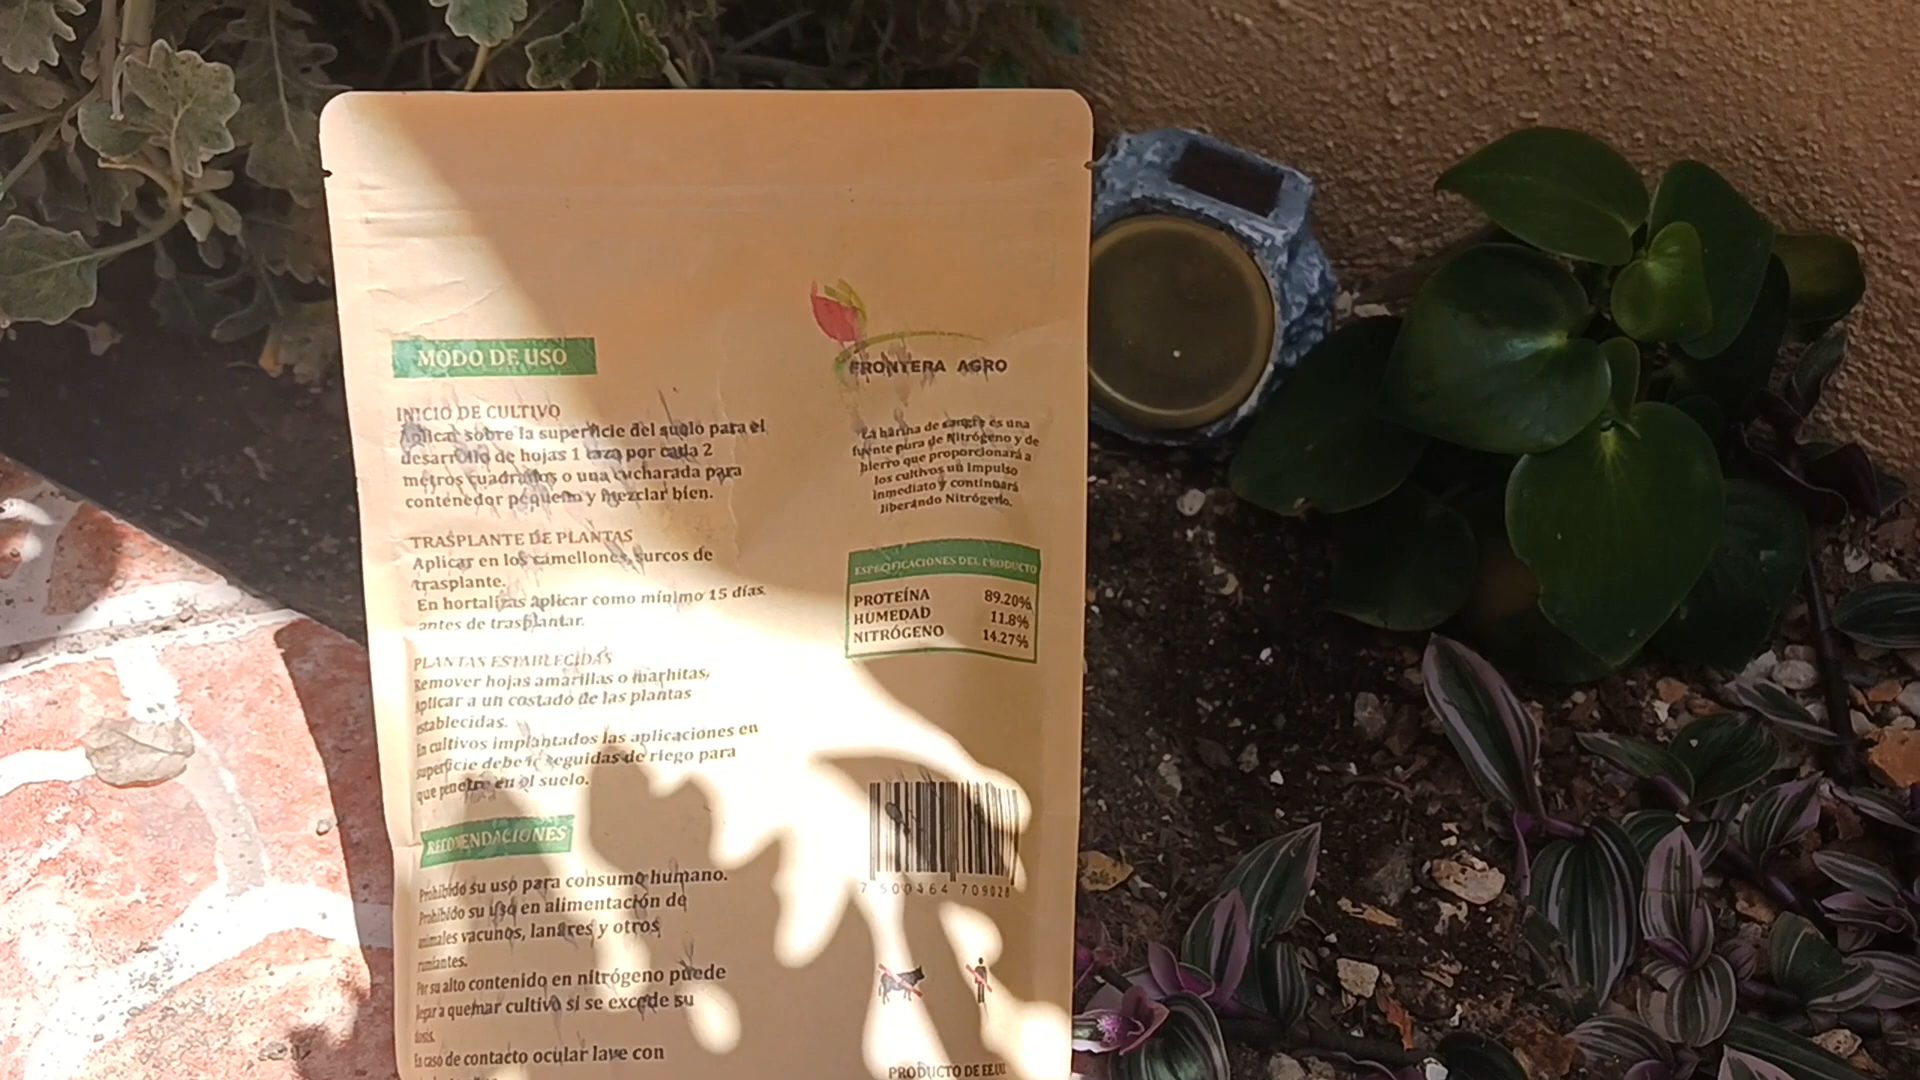 MODO DE USO
INICIO DE CULTIVO
Aplicar sobre la superficie del suelo para el
desarrollo de hojas 1 taza por cada 2
metros cuadrados o una cucharada para
contenedor pequeño y mezclar bien.
TRASPLANTE DE PLANTAS
Aplicar en los camellones, surcos de
trasplante.
En hortalizas aplicar como mínimo 15 días
antes de trasplantar.
PLANTAS ESTABLECIDAS
Remover hojas amarillas o marhitas,
aplicar a un costado de las plantas
establecidas.
En cultivos implantados las aplicaciones en
superficie deben seguidas de riego para
que penetre en el suelo.
RECOMENDACIONES
Prohibido su uso para consumo humano.
Prohibido su uso en alimentación de
animales vacunos, lanares y otros
rumiantes.
Por su alto contenido en nitrógeno puede
llegar a quemar cultivo si se excede su
dosis.
En caso de contacto ocular lave con
FRONTERA AGRO
La harina de sangre es una
fuente pura de Nitrógeno y de
hierro que proporcionará a
los cultivos un impulso
inmediato y continuará
liberando Nitrógeno.
ESPECIFICACIONES DEL PRODUCTO
PROTEÍNA 89.20%
HUMEDAD 11.8%
NITRÓGENO 14.27%
7 500464 709028
PRODUCTO DE EE.UU